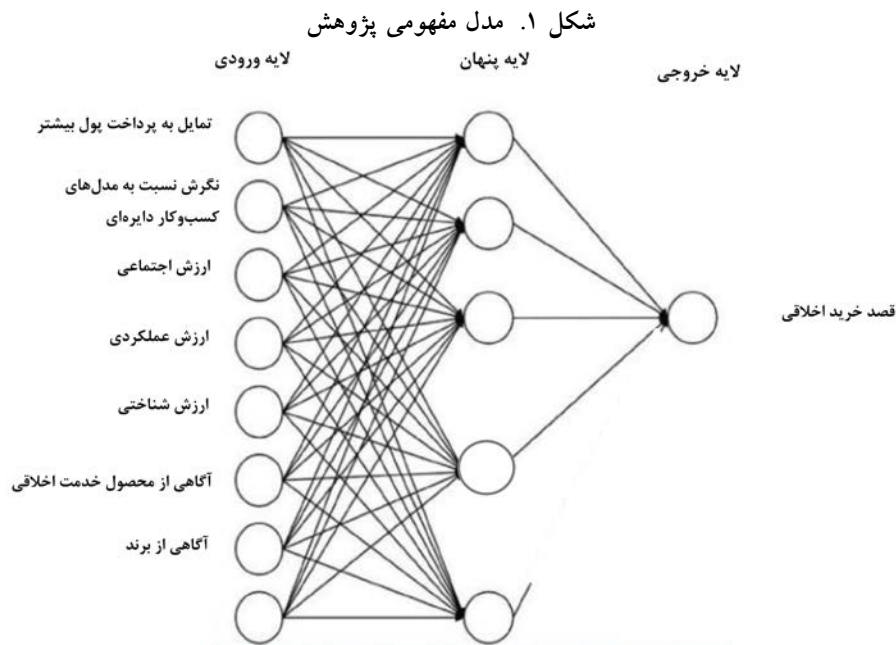 شکل ۱. مدل مفهومی پژوهش
لایه ورودی
لایه پنهان
لایه خروجی
تمایل به پرداخت پول بیشتر
نگرش نسبت به مدل‌های
کسب‌وکار دایره‌ای
ارزش اجتماعی
ارزش عملکردی
ارزش شناختی
آگاهی از محصول خدمت اخلاقی
آگاهی از برند
قصد خرید اخلاقی